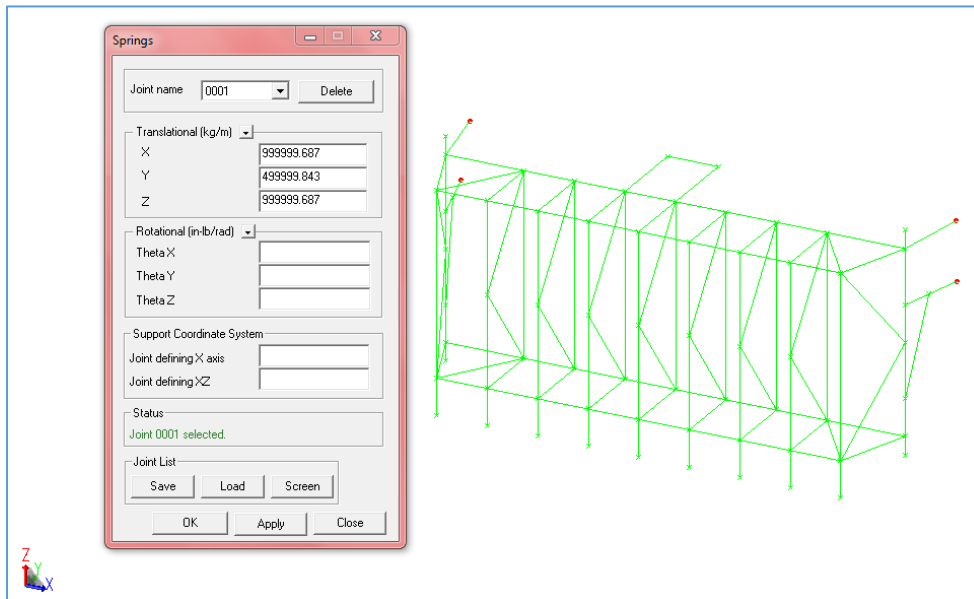 Springs
Joint name 0001 Delete
Translational (kg/m)
X 999999.687
Y 499999.843
Z 999999.687
Rotational (in-lb/rad)
Theta X
Theta Y
Theta Z
Support Coordinate System
Joint defining X axis
Joint defining XZ
Status
Joint 0001 selected.
Joint List
Save Load Screen
OK Apply Close
Z
Y
X